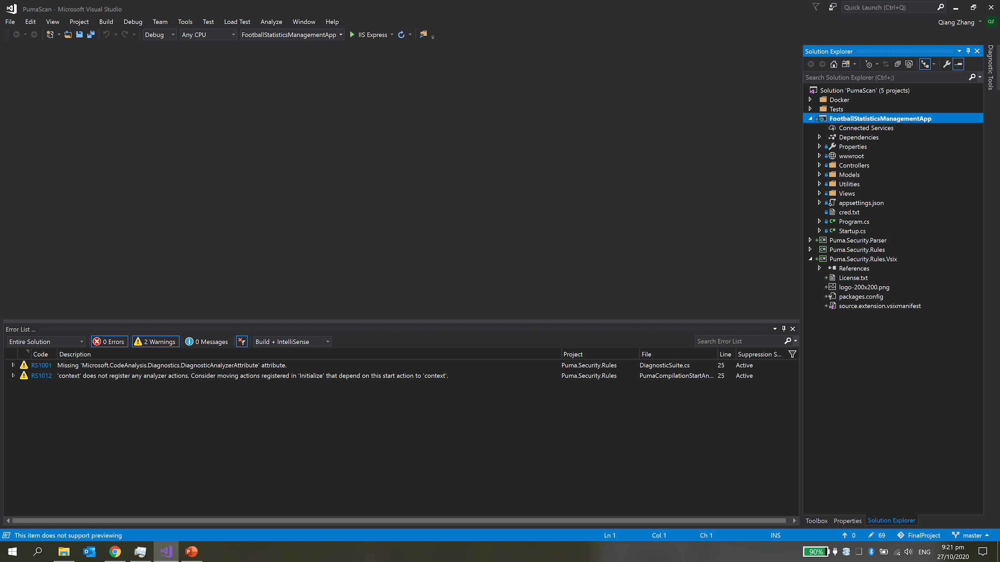 PumaScan - Microsoft Visual Studio
Quick Launch (Ctrl+Q)
File Edit View Project Build Debug Team Tools Test Load Test Analyze Window Help
Qiang Zhang QZ
Debug Any CPU FootballStatisticsManagementApp IIS Express
Solution Explorer
Diagnostic Tools
Search Solution Explorer (Ctrl+;)
Solution 'PumaScan' (5 projects)
Docker
Tests
FootballStatisticsManagementApp
Connected Services
Dependencies
Properties
wwwroot
Controllers
Models
Utilities
Views
appsettings.json
cred.txt
C# Program.cs
C# Startup.cs
C# Puma.Security.Parser
C# Puma.Security.Rules
C# Puma.Security.Rules.Vsix
References
License.txt
logo-200x200.png
packages.config
source.extension.vsixmanifest
Error List ...
Entire Solution 0 Errors 2 Warnings 0 Messages Build + IntelliSense Search Error List
Code Description Project File Line Suppression S...
RS1001 Missing 'Microsoft.CodeAnalysis.Diagnostics.DiagnosticAnalyzerAttribute' attribute. Puma.Security.Rules DiagnosticSuite.cs 25 Active
RS1012 'context' does not register any analyzer actions. Consider moving actions registered in 'Initialize' that depend on this start action to 'context'. Puma.Security.Rules PumaCompilationStartAn... 25 Active
Toolbox Properties Solution Explorer
This item does not support previewing Ln 1 Col 1 Ch 1 INS 0 69 FinalProject master
90% ENG 9:21 pm
27/10/2020